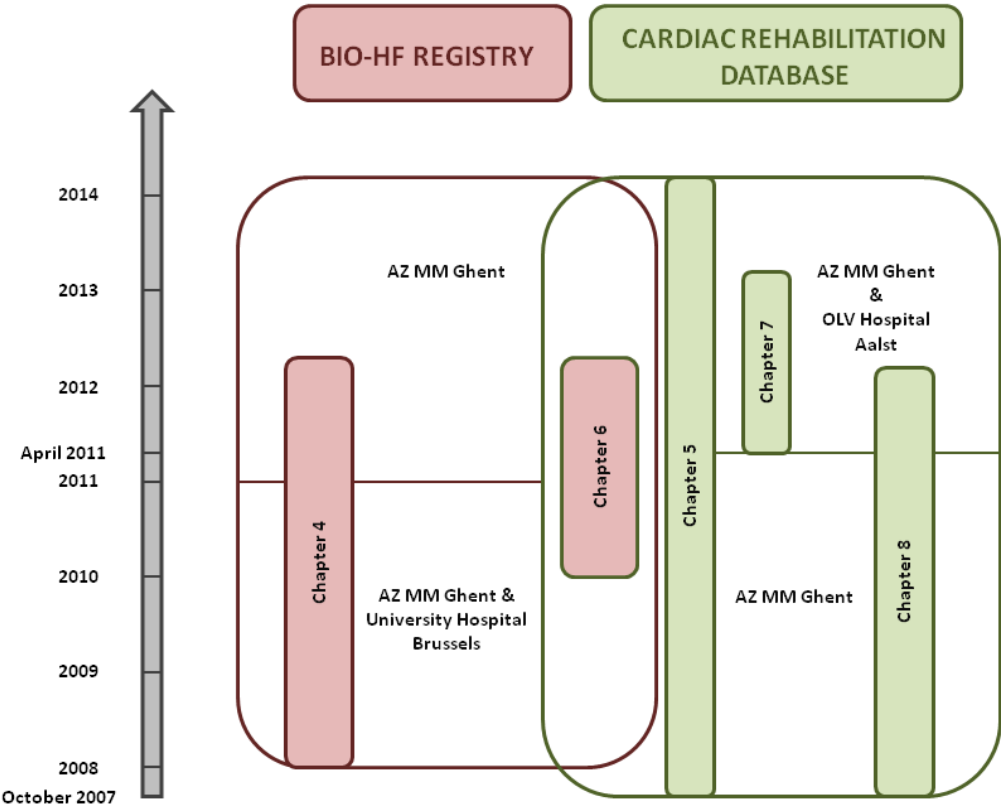 BIO-HF REGISTRY
CARDIAC REHABILITATION
DATABASE
2014
2013
2012
April 2011
2011
2010
2009
2008
October 2007
AZ MM Ghent
Chapter 4
AZ MM Ghent &
University Hospital
Brussels
Chapter 6
Chapter 5
Chapter 7
AZ MM Ghent
&
OLV Hospital
Aalst
AZ MM Ghent
Chapter 8